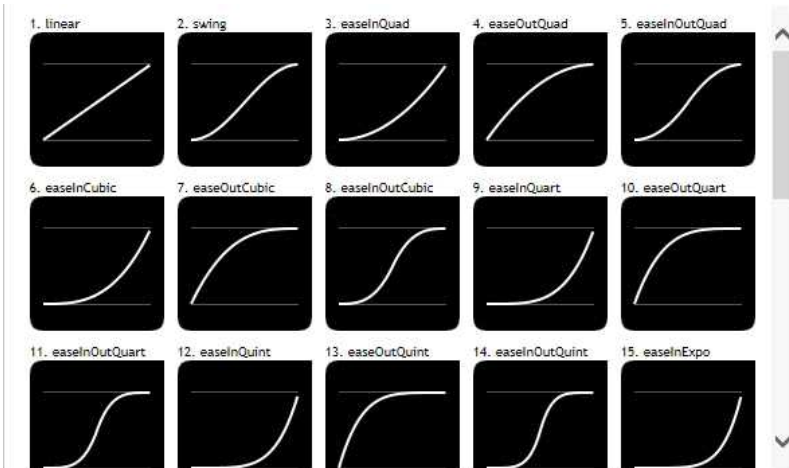 1. linear
2. swing
3. easeInQuad
4. easeOutQuad
5. easeInOutQuad
6. easeInCubic
7. easeOutCubic
8. easeInOutCubic
9. easeInQuart
10. easeOutQuart
11. easeInOutQuart
12. easeInQuint
13. easeOutQuint
14. easeInOutQuint
15. easeInExpo